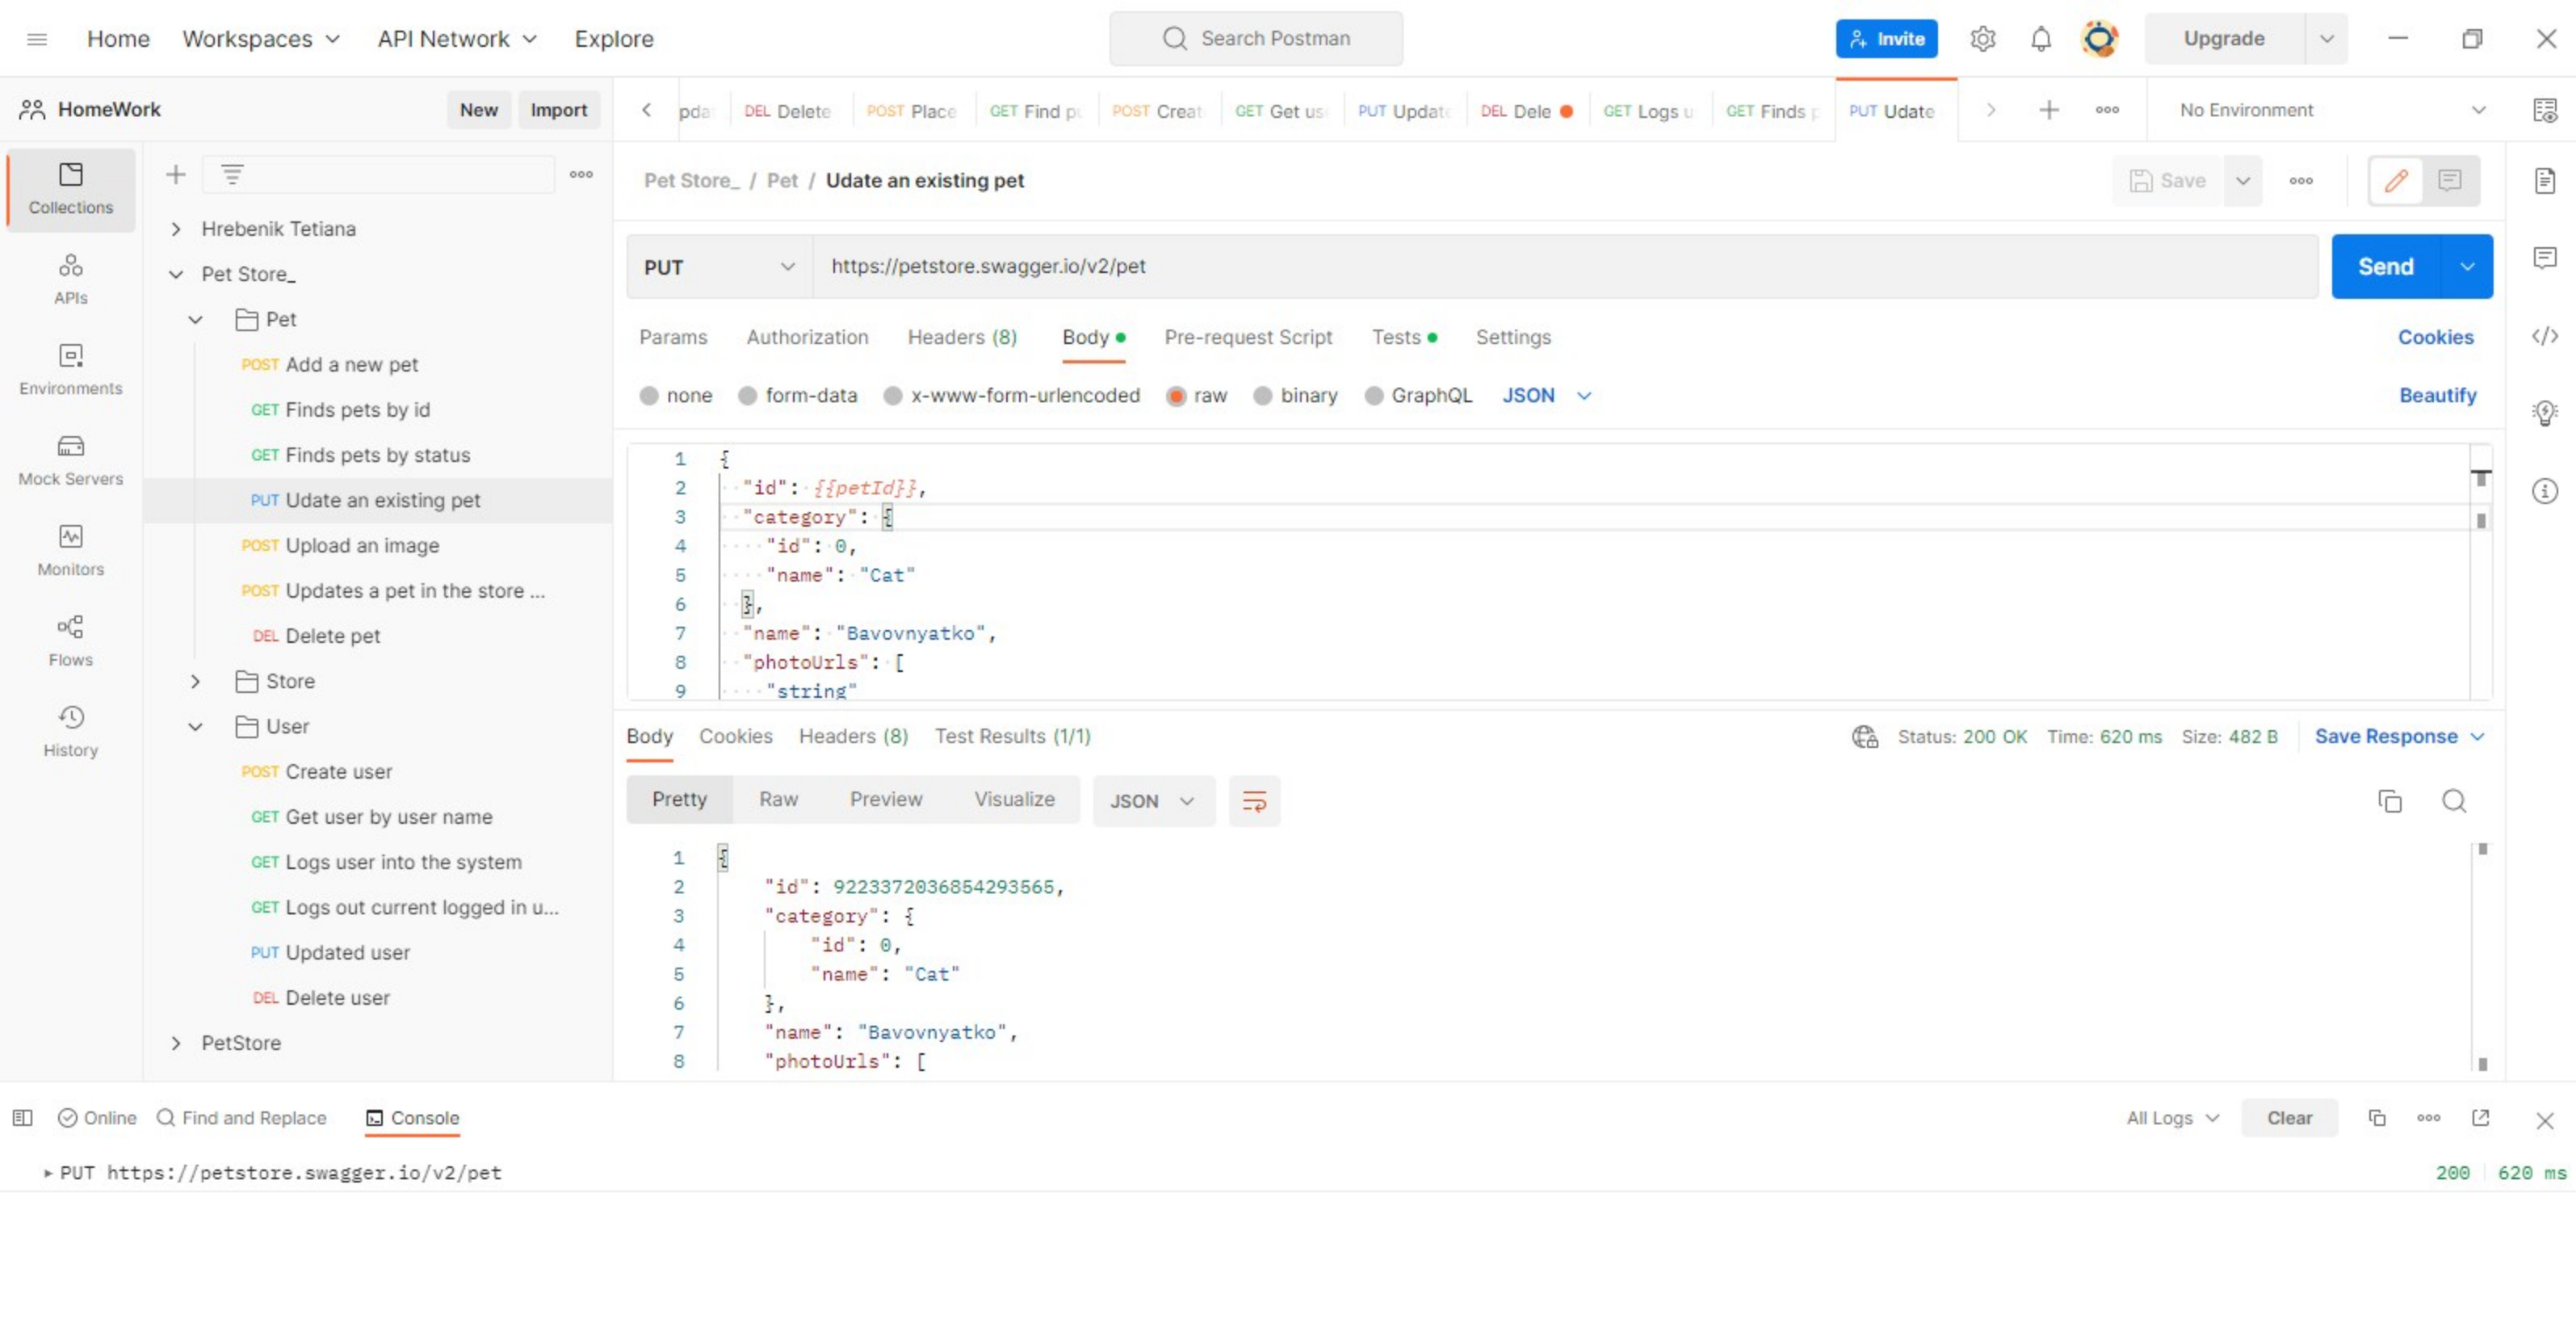 Home Workspaces API Network Explore Search Postman Invite Upgrade
HomeWork New Import
DEL Delete POST Place GET Find POST Creat GET Get us PUT Update DEL Dele GET Logs u GET Finds PUT Udate No Environment
Collections
APIs
Environments
Mock Servers
Monitors
Flows
History
Hrebenik Tetiana
Pet Store_
Pet
POST Add a new pet
GET Finds pets by id
GET Finds pets by status
PUT Udate an existing pet
POST Upload an image
POST Updates a pet in the store ...
DEL Delete pet
Store
User
POST Create user
GET Get user by user name
GET Logs user into the system
GET Logs out current logged in u...
PUT Updated user
DEL Delete user
PetStore
Pet Store_ / Pet / Udate an existing pet Save
PUT https://petstore.swagger.io/v2/pet Send
Params Authorization Headers (8) Body Pre-request Script Tests Settings Cookies
none form-data x-www-form-urlencoded raw binary GraphQL JSON Beautify
1 {
2 "id": {{petId}},
3 "category": {
4 "id": 0,
5 "name": "Cat"
6 },
7 "name": "Bavovnyatko",
8 "photoUrls": [
9 "string"
Body Cookies Headers (8) Test Results (1/1) Status: 200 OK Time: 620 ms Size: 482 B Save Response
Pretty Raw Preview Visualize JSON
1 {
2 "id": 9223372036854293565,
3 "category": {
4 "id": 0,
5 "name": "Cat"
6 },
7 "name": "Bavovnyatko",
8 "photoUrls": [
Online Find and Replace Console All Logs Clear
PUT https://petstore.swagger.io/v2/pet 200 620 ms